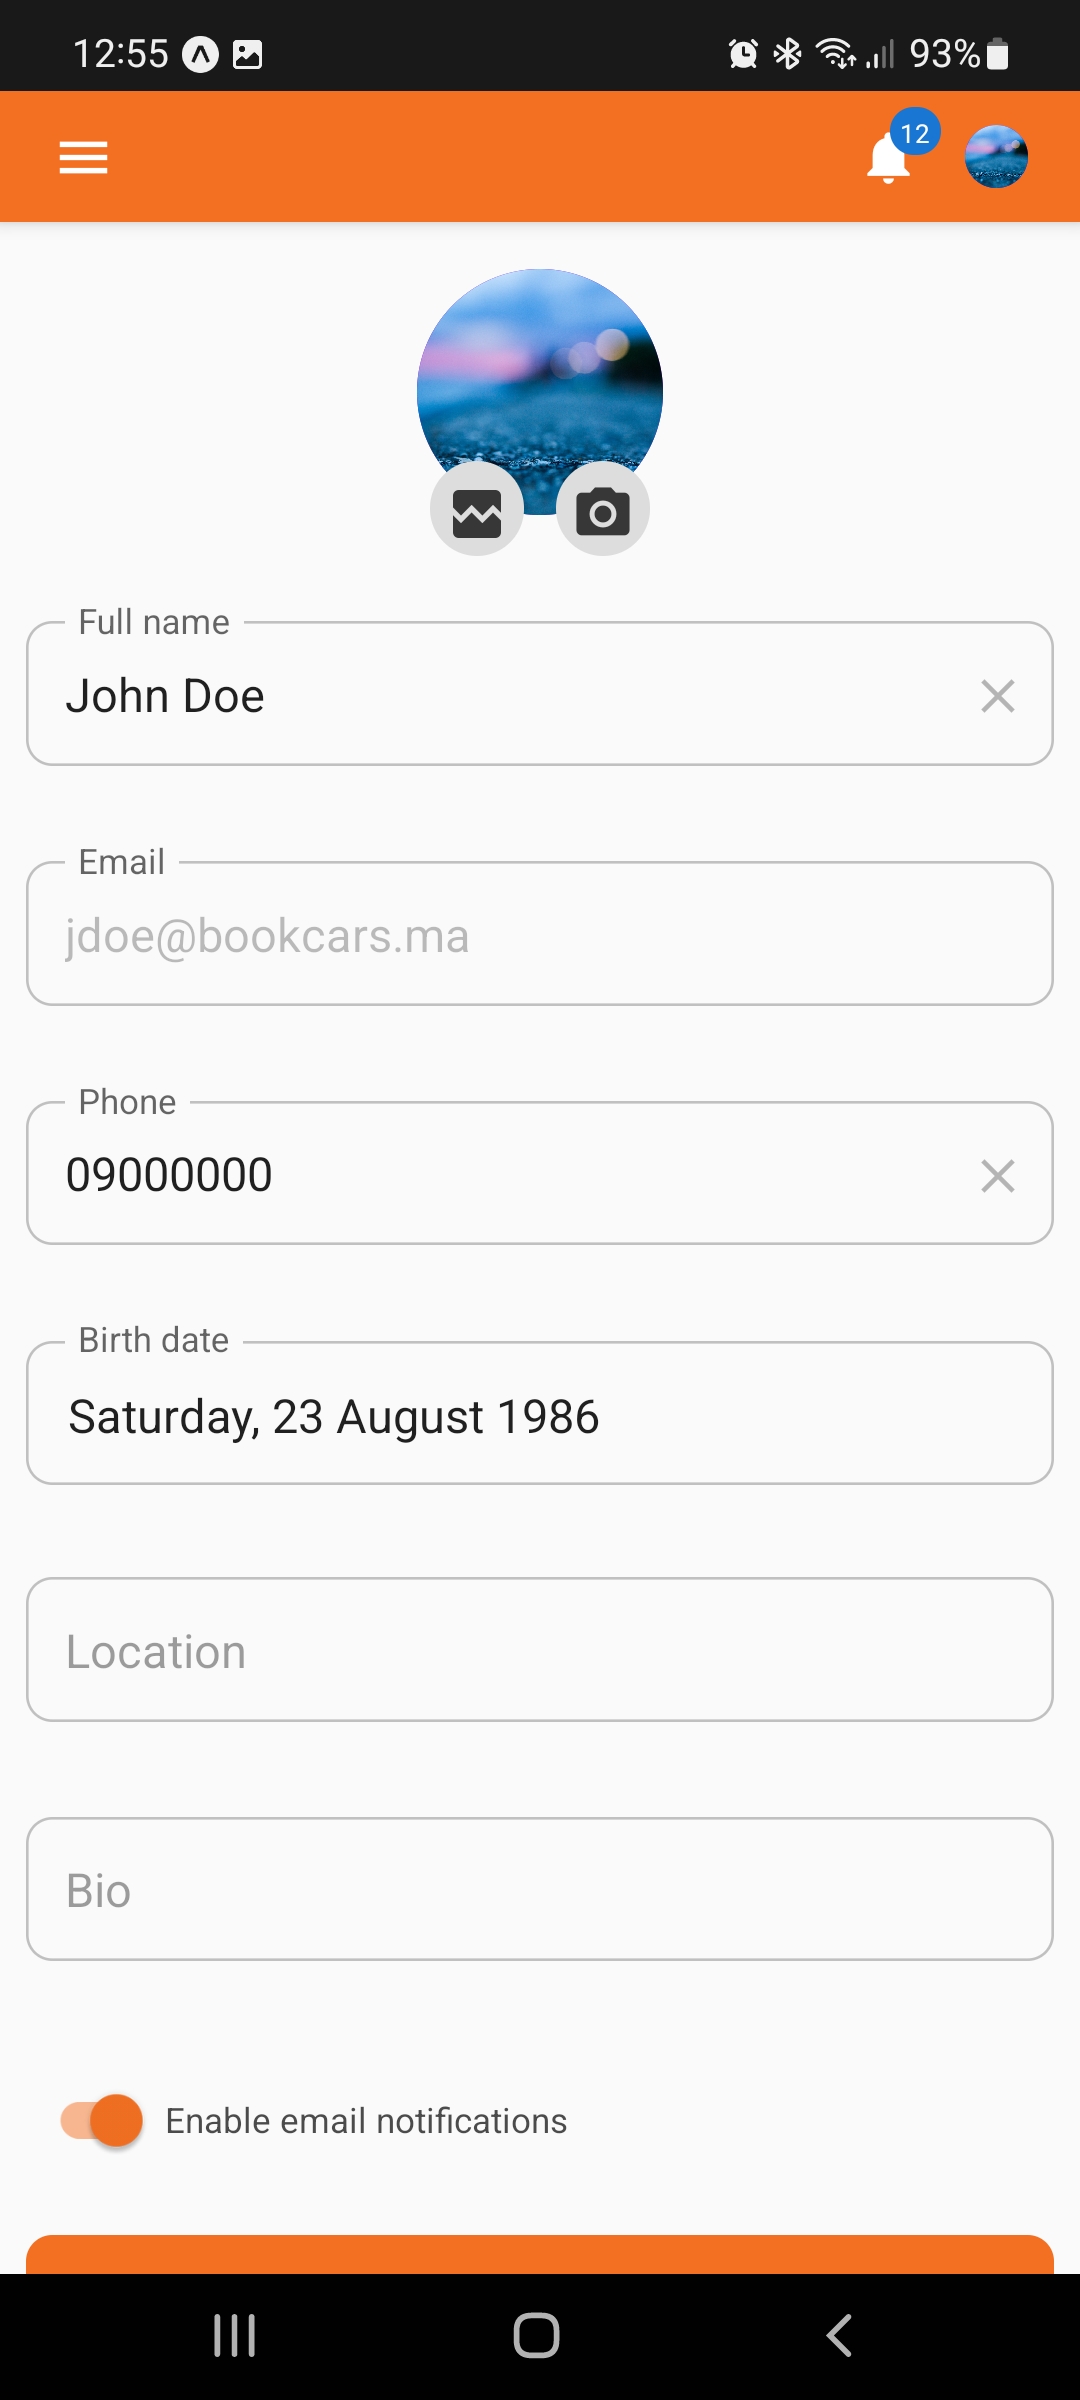 12:55 93%
12
Full name
John Doe
Email
jdoe@bookcars.ma
Phone
09000000
Birth date
Saturday, 23 August 1986
Location
Bio
Enable email notifications